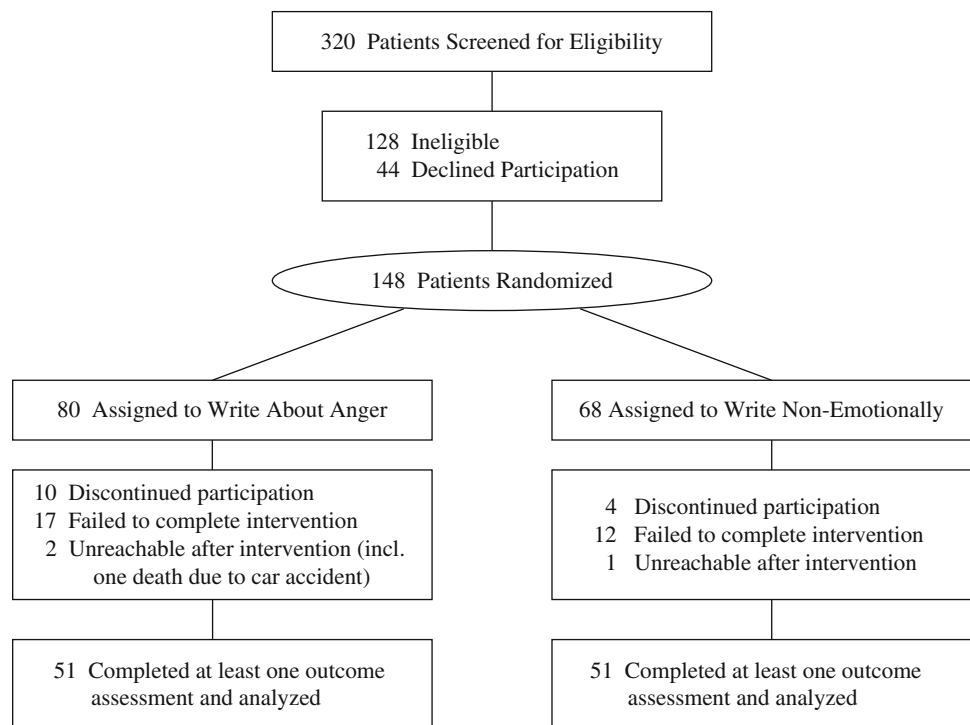 320 Patients Screened for Eligibility
128 Ineligible
44 Declined Participation
148 Patients Randomized
80 Assigned to Write About Anger
68 Assigned to Write Non-Emotionally
10 Discontinued participation
17 Failed to complete intervention
2 Unreachable after intervention (incl.
one death due to car accident)
4 Discontinued participation
12 Failed to complete intervention
1 Unreachable after intervention
51 Completed at least one outcome
assessment and analyzed
51 Completed at least one outcome
assessment and analyzed